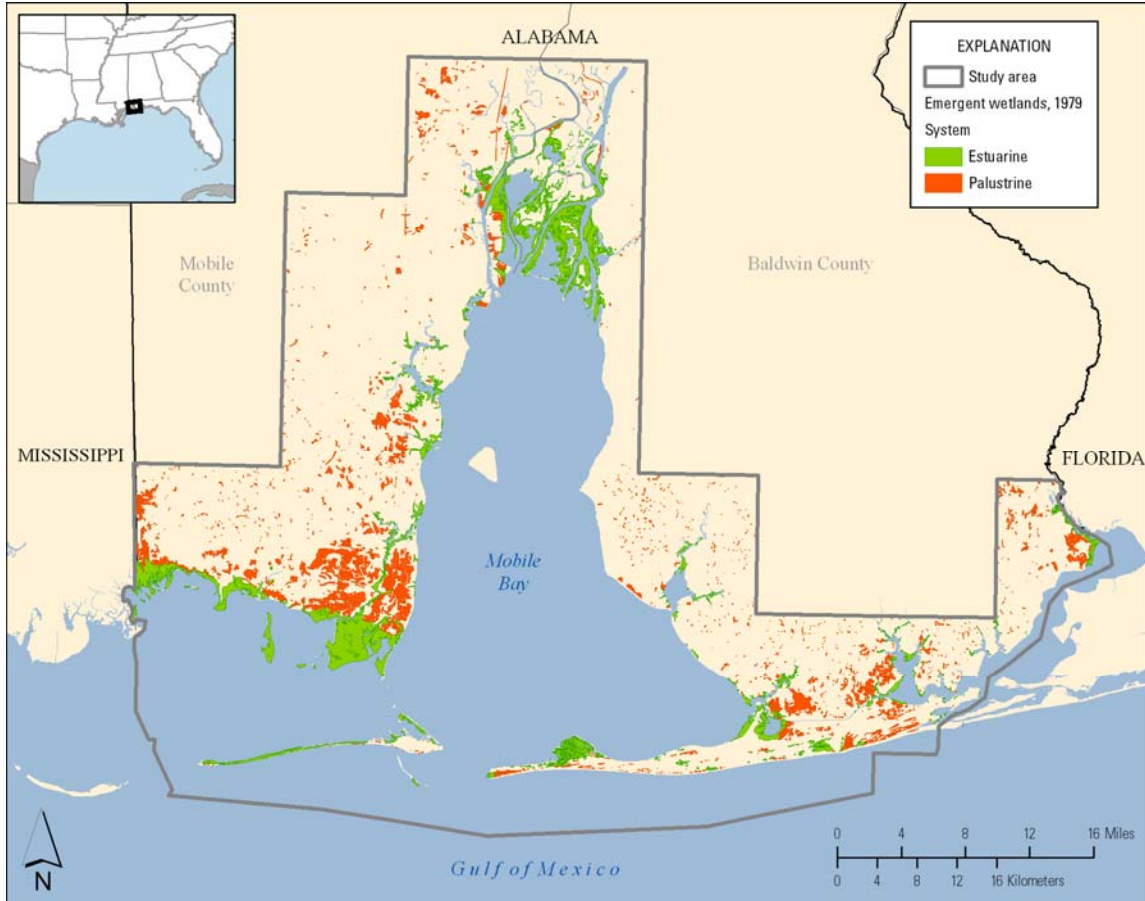 ALABAMA
EXPLANATION
Study area
Emergent wetlands, 1979
System
Estuarine
Palustrine
Mobile
County
Baldwin County
MISSISSIPPI
FLORIDA
Mobile
Bay
Gulf of Mexico
N
0 4 8 12 16 Miles
0 4 8 12 16 Kilometers